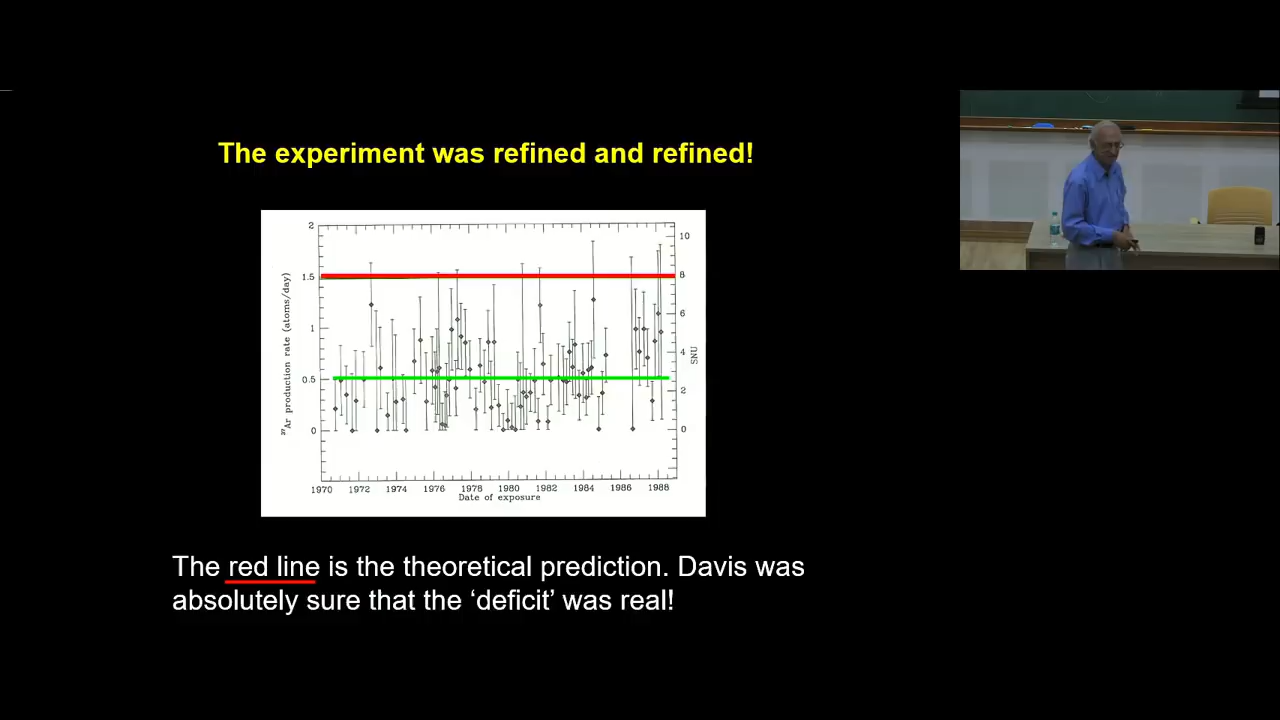 The experiment was refined and refined!
2
1.5
1
0.5
0
³⁷Ar production rate (atoms/day)
10
8
6
4
2
0
SNU
1970 1972 1974 1976 1978 1980 1982 1984 1986 1988
Date of exposure
The red line is the theoretical prediction. Davis was
absolutely sure that the ‘deficit’ was real!